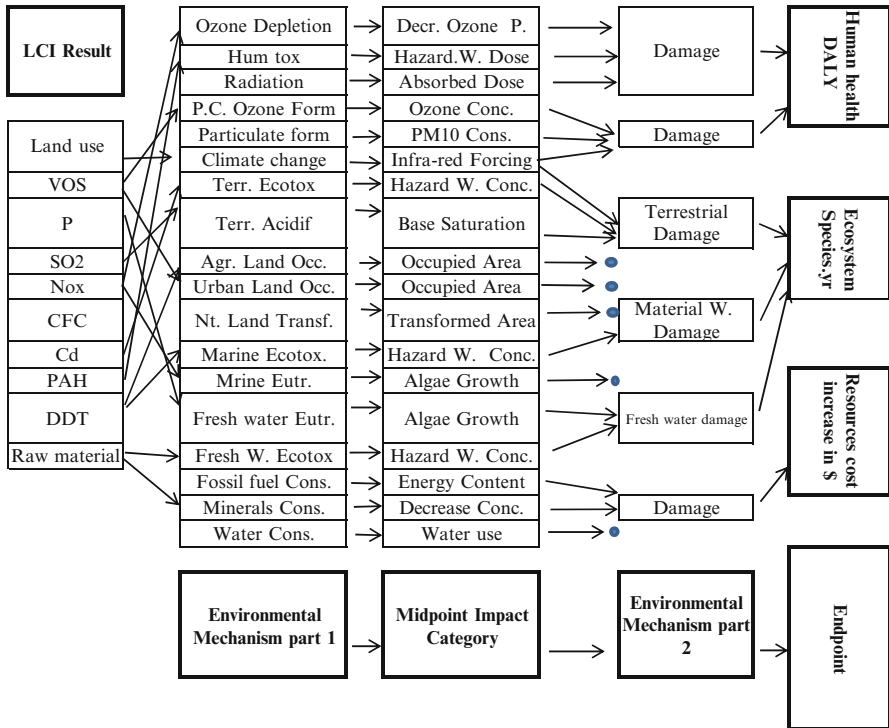 LCI Result
Land use
VOS
P
SO2
Nox
CFC
Cd
PAH
DDT
Raw material
Ozone Depletion
Hum tox
Radiation
P.C. Ozone Form
Particulate form
Climate change
Terr. Ecotox
Terr. Acidif
Agr. Land Occ.
Urban Land Occ.
Nt. Land Transf.
Marine Ecotox.
Mrine Eutr.
Fresh water Eutr.
Fresh W. Ecotox
Fossil fuel Cons.
Minerals Cons.
Water Cons.
Decr. Ozone P.
Hazard.W. Dose
Absorbed Dose
Ozone Conc.
PM10 Cons.
Infra-red Forcing
Hazard W. Conc.
Base Saturation
Occupied Area
Occupied Area
Transformed Area
Hazard W. Conc.
Algae Growth
Algae Growth
Hazard W. Conc.
Energy Content
Decrease Conc.
Water use
Damage
Damage
Terrestrial
Damage
Material W.
Damage
Fresh water damage
Damage
Human health
DALY
Ecosystem
Species.yr
Resources cost
increase in $
Environmental
Mechanism part 1
Midpoint Impact
Category
Environmental
Mechanism part
2
Endpoint